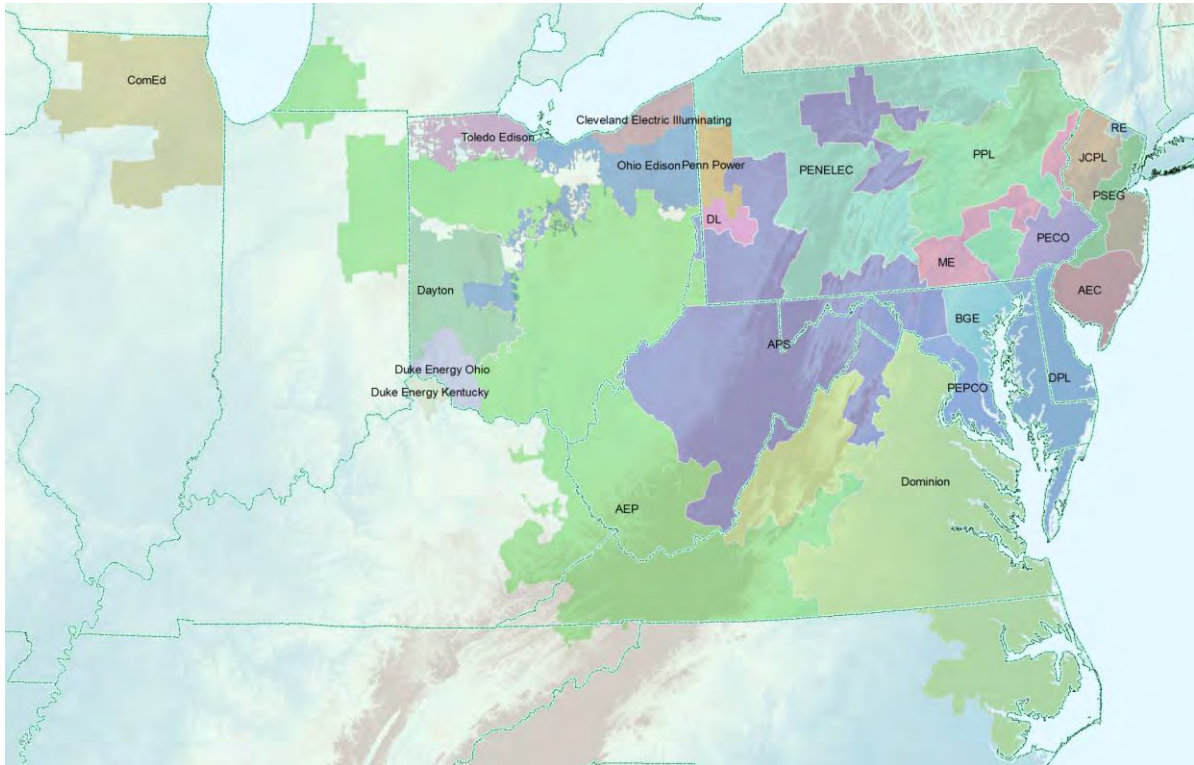 ComEd
Cleveland Electric Illuminating
Toledo Edison
RE
JCPL
PPL
Ohio Edison
Penn Power
PENELEC
PSEG
DL
PECO
ME
Dayton
AEC
BGE
APS
Duke Energy Ohio
DPL
PEPCO
Duke Energy Kentucky
Dominion
AEP